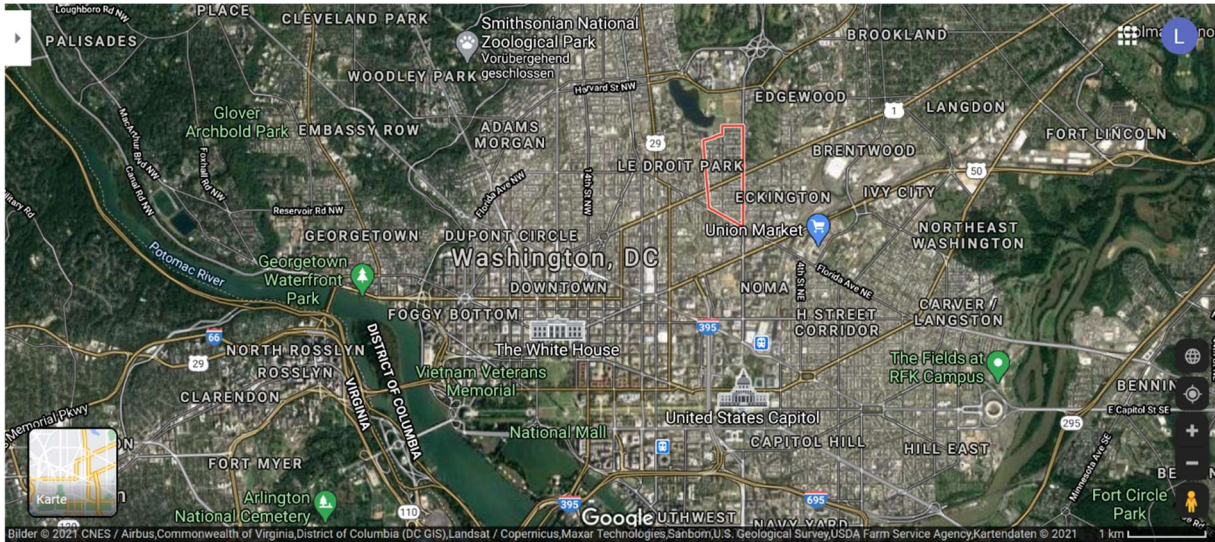 Loughboro Rd NW
PLACE
CLEVELAND PARK
Smithsonian National
Zoological Park
Vorübergehend
geschlossen
BROOKLAND
L
PALISADES
WOODLEY PARK
Harvard St NW
EDGEWOOD
1
LANGDON
Glover
Archbold Park
EMBASSY ROW
ADAMS
MORGAN
29
FORT LINCOLN
MacArthur Blvd NW
Canal Rd NW
Foxhall Rd NW
LE DROIT PARK
BRENTWOOD
50
Florida Ave NW
14th St NW
ECKINGTON
IVY CITY
Reservoir Rd NW
GEORGETOWN
DUPONT CIRCLE
Union Market
NORTHEAST
WASHINGTON
Potomac River
Georgetown
Waterfront
Park
Washington, DC
DOWNTOWN
NOMA
4th St NE
Florida Ave NE
FOGGY BOTTOM
H STREET
CORRIDOR
CARVER /
LANGSTON
66
395
29
NORTH ROSSLYN
ROSSLYN
DISTRICT OF COLUMBIA
VIRGINIA
The White House
Vietnam Veterans
Memorial
The Fields at
RFK Campus
BENNIN
CLARENDON
United States Capitol
E Capitol St SE
295
s Memorial Pkwy
National Mall
CAPITOL HILL
HILL EAST
Minnesota Ave SE
FORT MYER
BE
Karte
Arlington
National Cemetery
110
395
Google
UTHWEST
695
NAVY YARD
Fort Circle
Park
Bilder © 2021 CNES / Airbus,Commonwealth of Virginia,District of Columbia (DC GIS),Landsat / Copernicus,Maxar Technologies,Sanborn,U.S. Geological Survey,USDA Farm Service Agency,Kartendaten © 2021
1 km